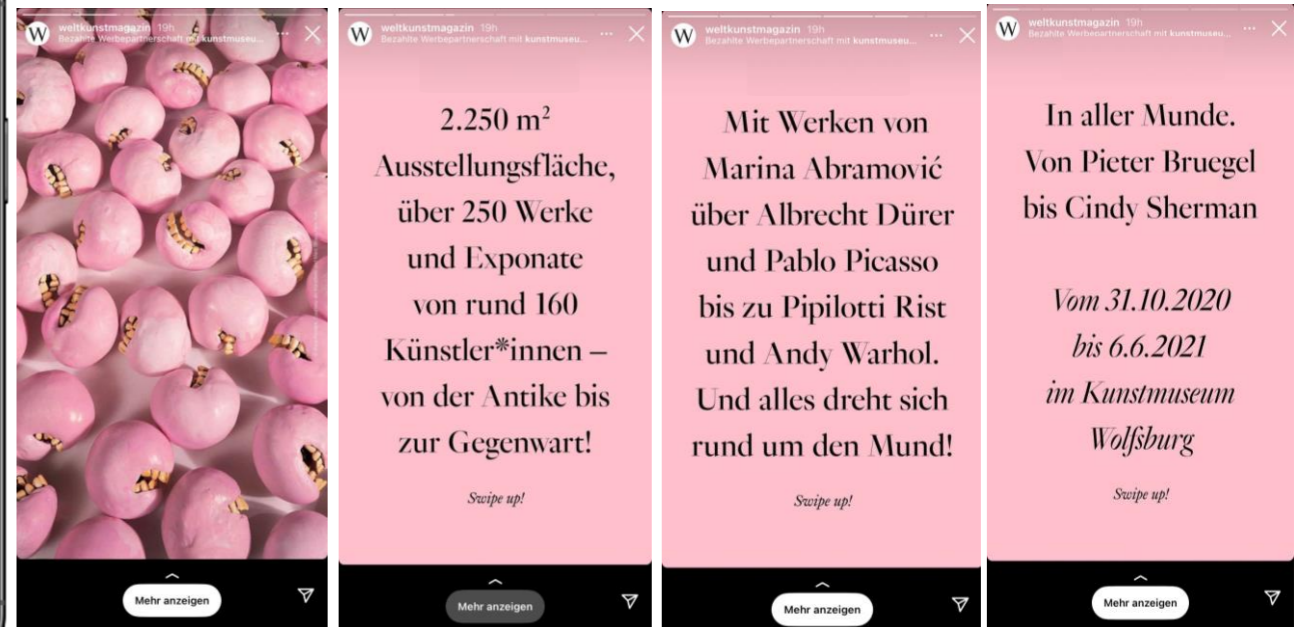 W
weltkunstmagazin 19h
Bezahlte Werbepartnerschaft mit kunstmuseu...
Mehr anzeigen
W
weltkunstmagazin 19h
Bezahlte Werbepartnerschaft mit kunstmuseu...
2.250 m²
Ausstellungsfläche,
über 250 Werke
und Exponate
von rund 160
Künstler*innen –
von der Antike bis
zur Gegenwart!
Swipe up!
Mehr anzeigen
W
weltkunstmagazin 19h
Bezahlte Werbepartnerschaft mit kunstmuseu...
Mit Werken von
Marina Abramović
über Albrecht Dürer
und Pablo Picasso
bis zu Pipilotti Rist
und Andy Warhol.
Und alles dreht sich
rund um den Mund!
Swipe up!
Mehr anzeigen
W
weltkunstmagazin 19h
Bezahlte Werbepartnerschaft mit kunstmuseu...
In aller Munde.
Von Pieter Bruegel
bis Cindy Sherman
Vom 31.10.2020
bis 6.6.2021
im Kunstmuseum
Wolfsburg
Swipe up!
Mehr anzeigen